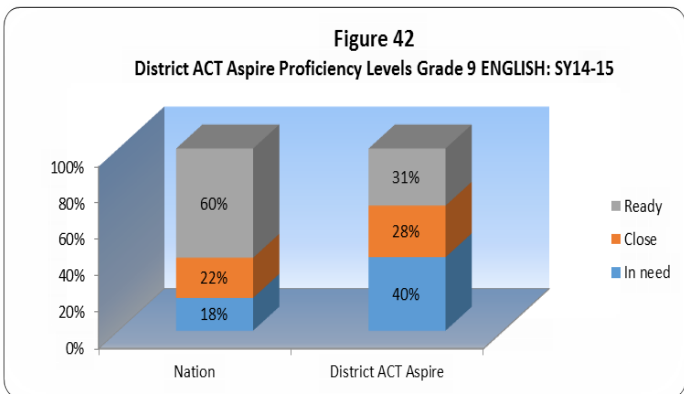 Figure 42
District ACT Aspire Proficiency Levels Grade 9 ENGLISH: SY14-15
100%
80%
60%
40%
20%
0%
60%
22%
18%
31%
28%
40%
Ready
Close
In need
Nation
District ACT Aspire